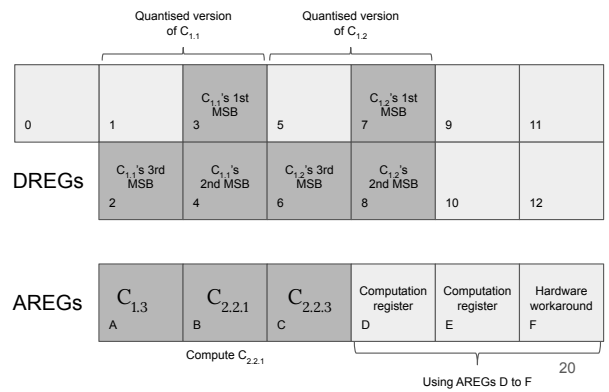 Quantised version
of C1.1
Quantised version
of C1.2
0
1
C1.1's 1st
MSB
3
5
C1.2's 1st
MSB
7
9
11
DREGs
C1.1's 3rd
MSB
2
C1.1's
2nd MSB
4
C1.2's 3rd
MSB
6
C1.2's
2nd MSB
8
10
12
AREGs
C1.3
A
C2.2.1
B
C2.2.3
C
Computation
register
D
Computation
register
E
Hardware
workaround
F
Compute C2.2.1
Using AREGs D to F
20